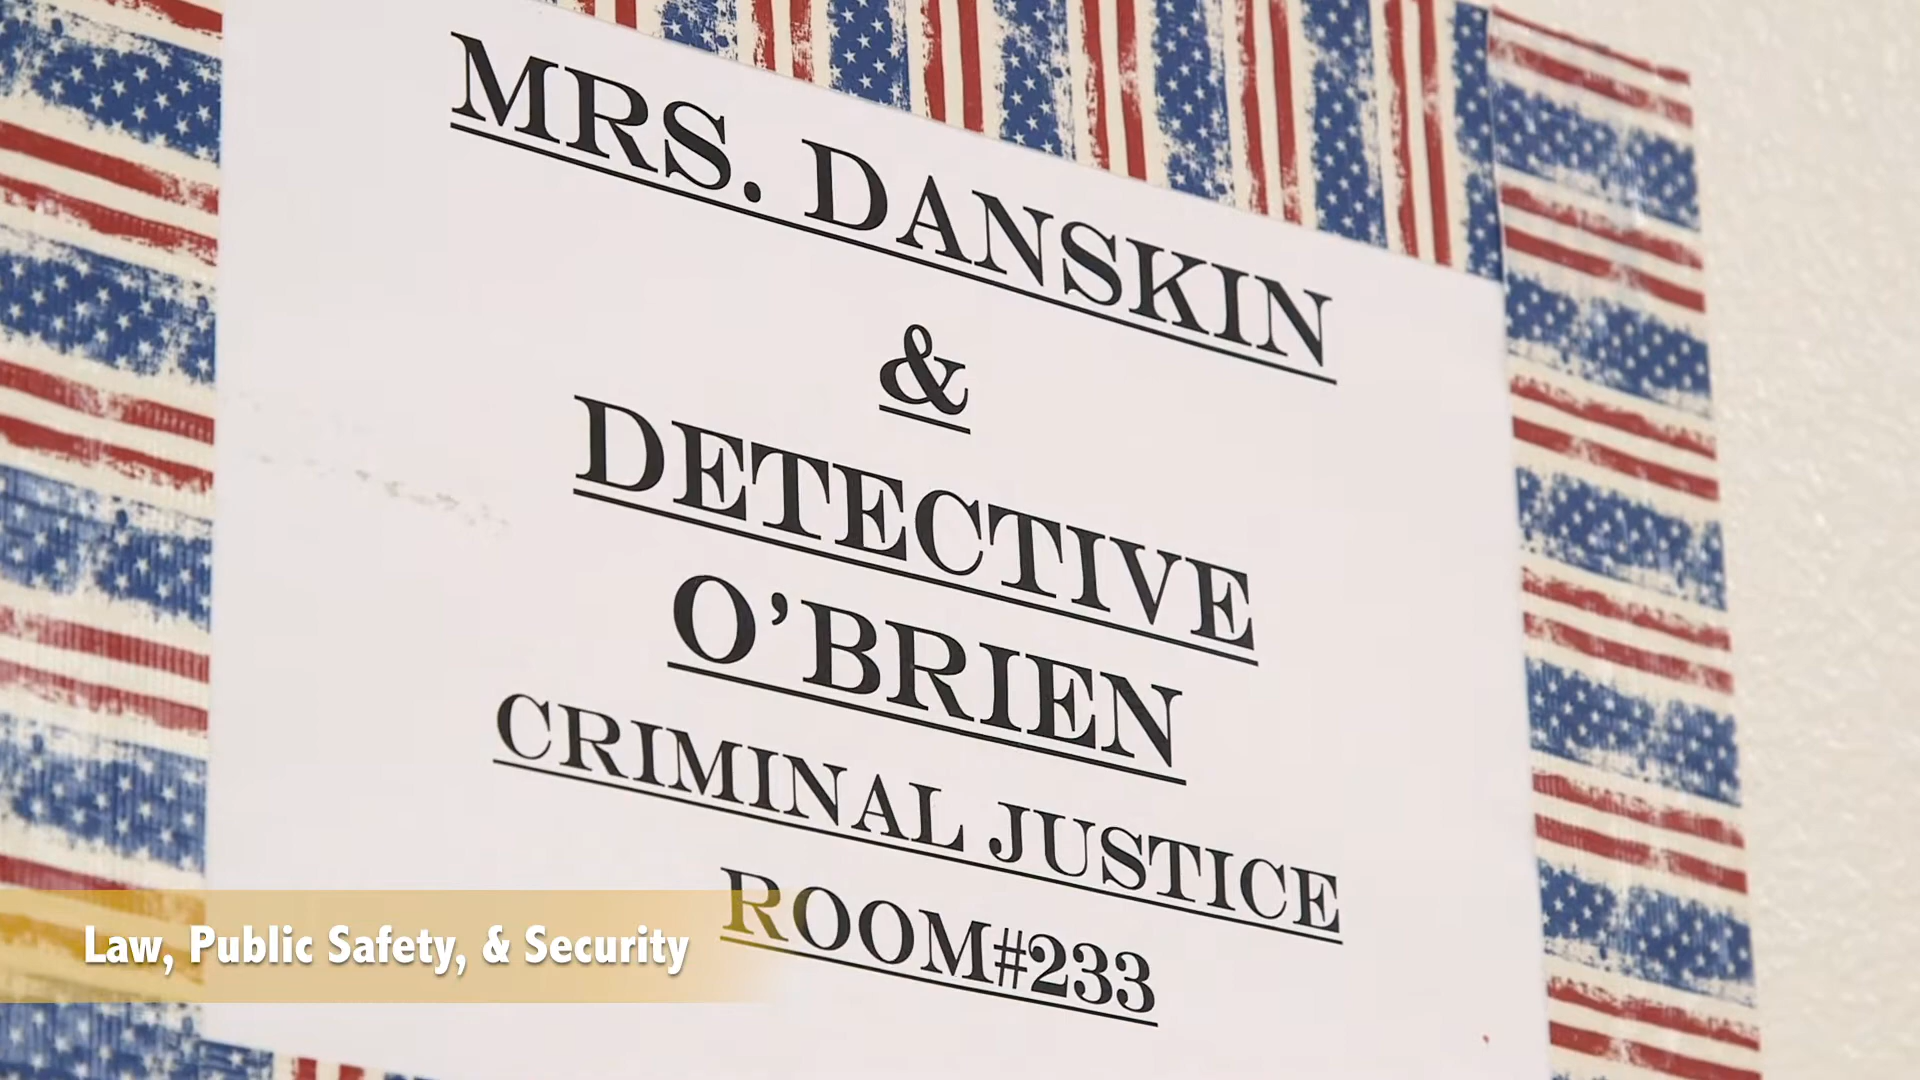 MRS. DANSKIN
&
DETECTIVE
O'BRIEN
CRIMINAL JUSTICE
ROOM#233
Law, Public Safety, & Security